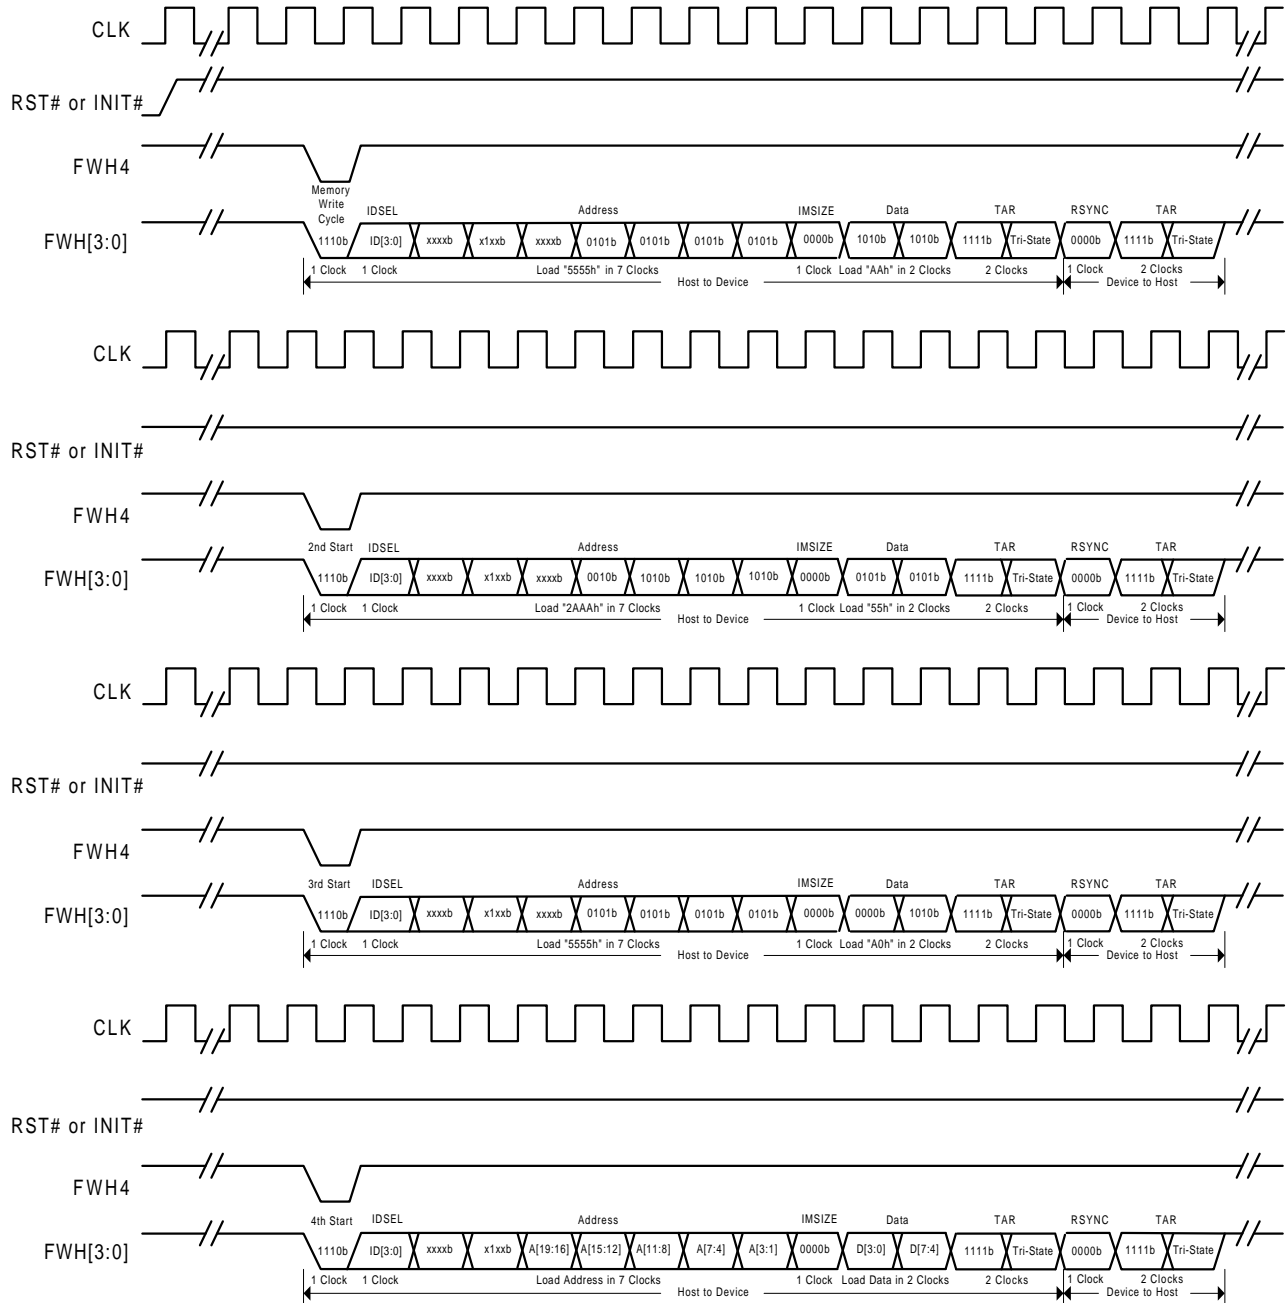 CLK
RST# or INIT#
FWH4
Memory
Write
Cycle
IDSEL Address IMSIZE Data TAR RSYNC TAR
FWH[3:0] 1110b ID[3:0] xxxxb x1xxb xxxxb 0101b 0101b 0101b 0101b 0000b 1010b 1010b 1111b Tri-State 0000b 1111b Tri-State
1 Clock 1 Clock Load "5555h" in 7 Clocks 1 Clock Load "AAh" in 2 Clocks 2 Clocks 1 Clock 2 Clocks
Host to Device Device to Host
CLK
RST# or INIT#
FWH4
2nd Start IDSEL Address IMSIZE Data TAR RSYNC TAR
FWH[3:0] 1110b ID[3:0] xxxxb x1xxb xxxxb 0010b 1010b 1010b 1010b 0000b 0101b 0101b 1111b Tri-State 0000b 1111b Tri-State
1 Clock 1 Clock Load "2AAAh" in 7 Clocks 1 Clock Load "55h" in 2 Clocks 2 Clocks 1 Clock 2 Clocks
Host to Device Device to Host
CLK
RST# or INIT#
FWH4
3rd Start IDSEL Address IMSIZE Data TAR RSYNC TAR
FWH[3:0] 1110b ID[3:0] xxxxb x1xxb xxxxb 0101b 0101b 0101b 0101b 0000b 0000b 1010b 1111b Tri-State 0000b 1111b Tri-State
1 Clock 1 Clock Load "5555h" in 7 Clocks 1 Clock Load "A0h" in 2 Clocks 2 Clocks 1 Clock 2 Clocks
Host to Device Device to Host
CLK
RST# or INIT#
FWH4
4th Start IDSEL Address IMSIZE Data TAR RSYNC TAR
FWH[3:0] 1110b ID[3:0] xxxxb x1xxb A[19:16] A[15:12] A[11:8] A[7:4] A[3:1] 0000b D[3:0] D[7:4] 1111b Tri-State 0000b 1111b Tri-State
1 Clock 1 Clock Load Address in 7 Clocks 1 Clock Load Data in 2 Clocks 2 Clocks 1 Clock 2 Clocks
Host to Device Device to Host